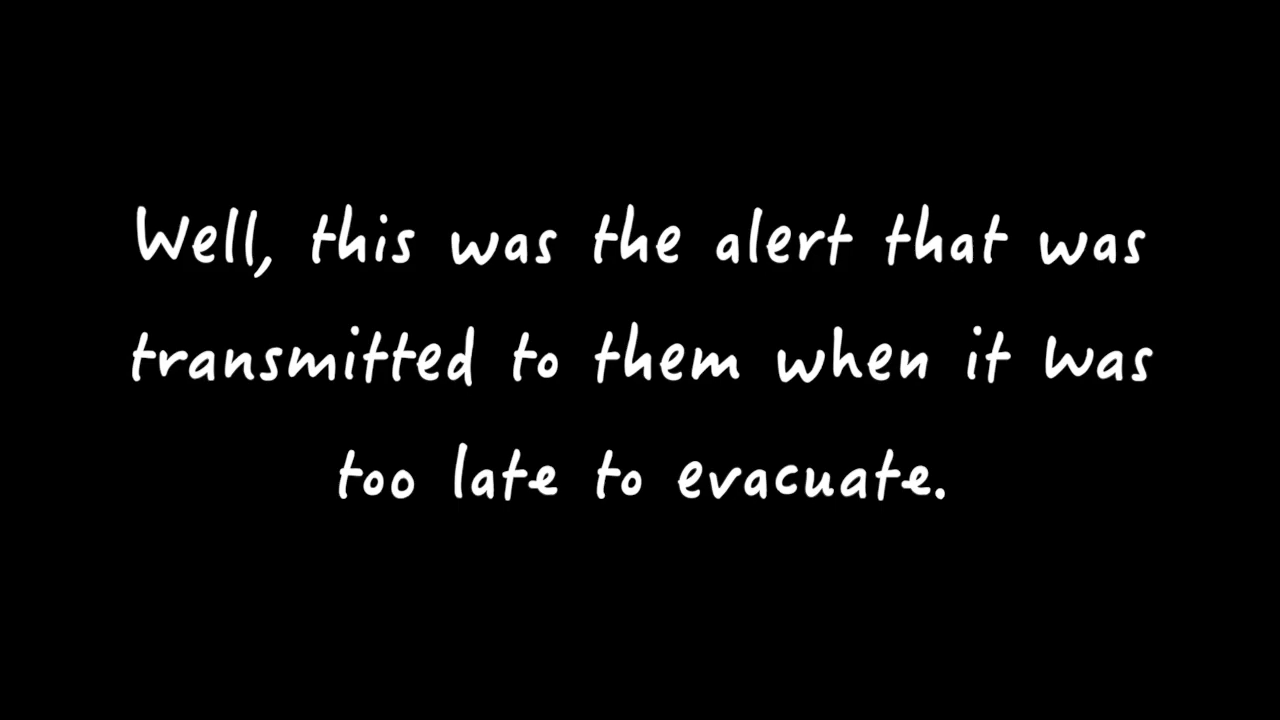 Well, this was the alert that was
transmitted to them when it was
too late to evacuate.